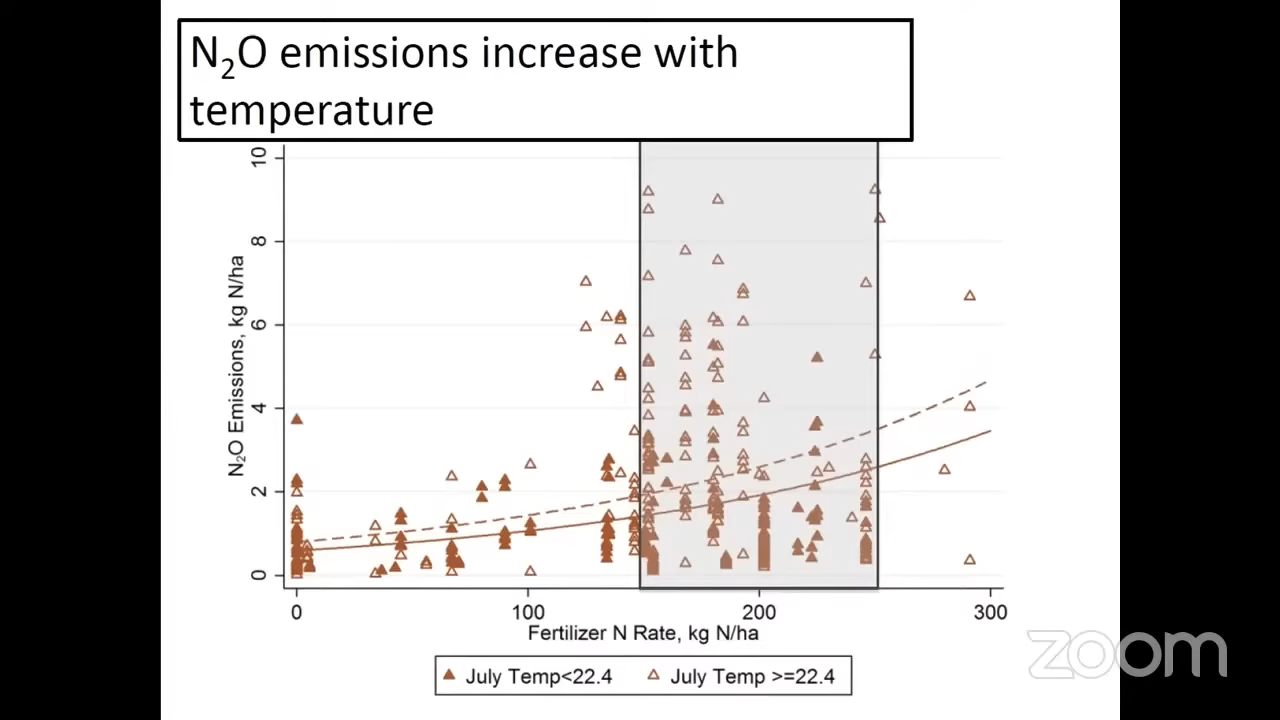 N₂O emissions increase with
temperature
10
8
6
4
2
0
N₂O Emissions, kg N/ha
0 100 200 300
Fertilizer N Rate, kg N/ha
July Temp<22.4 July Temp >=22.4
zoom